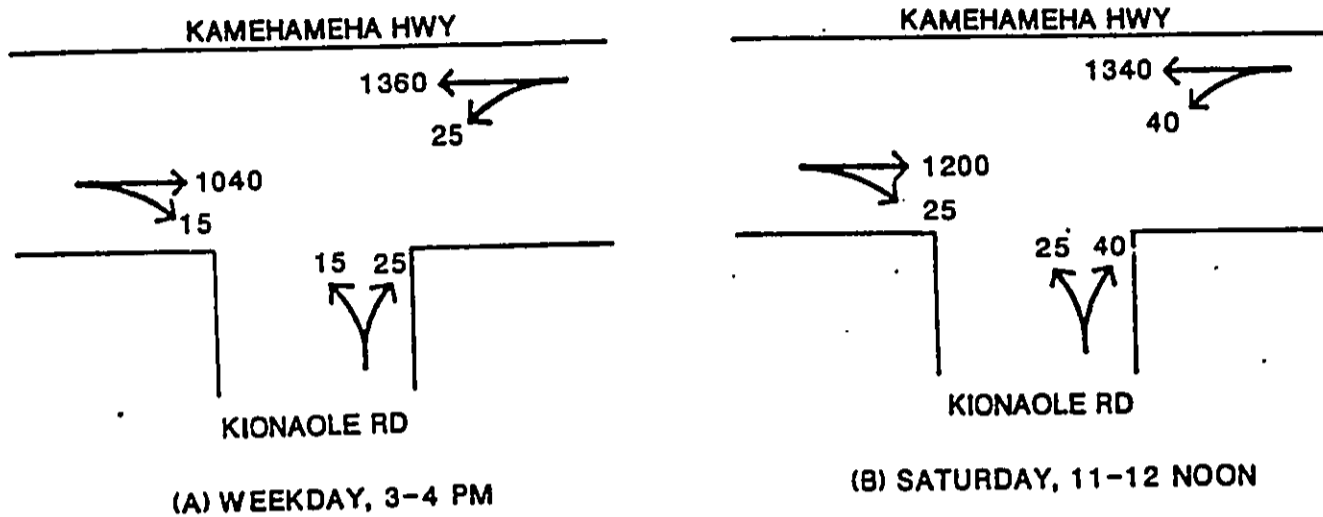 KAMEHAMEHA HWY
1360
25
1040
15
15 25
KIONAOLE RD
(A) WEEKDAY, 3-4 PM
KAMEHAMEHA HWY
1340
40
1200
25
25 40
KIONAOLE RD
(B) SATURDAY, 11-12 NOON